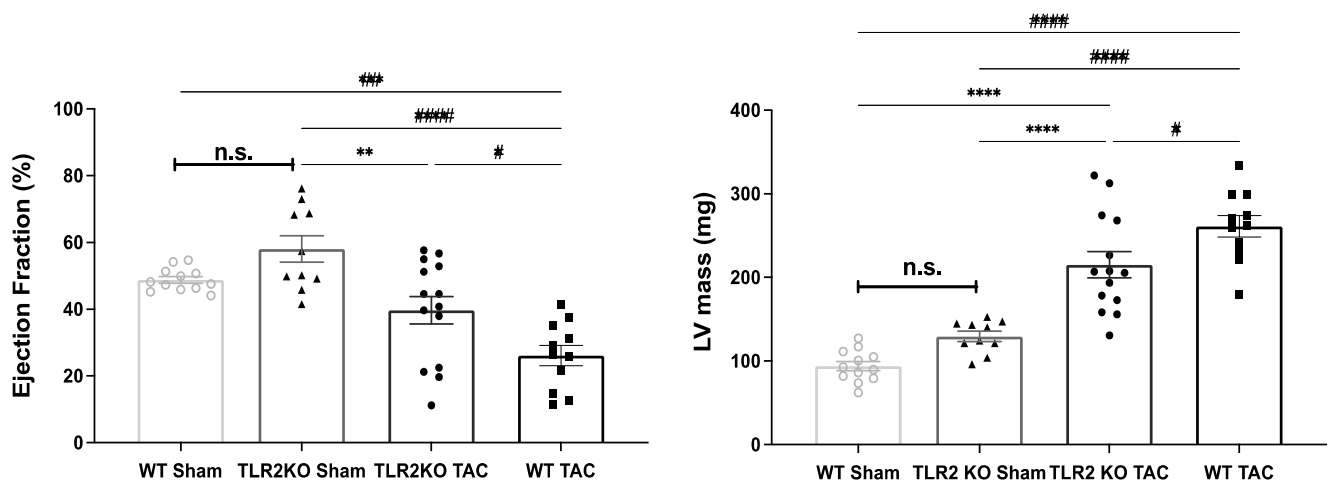 Ejection Fraction (%)
100
80
60
40
20
0
###
####
n.s.
**
#
WT Sham
TLR2KO Sham
TLR2KO TAC
WT TAC
LV mass (mg)
400
300
200
100
0
####
####
****
****
#
n.s.
WT Sham
TLR2 KO Sham
TLR2 KO TAC
WT TAC